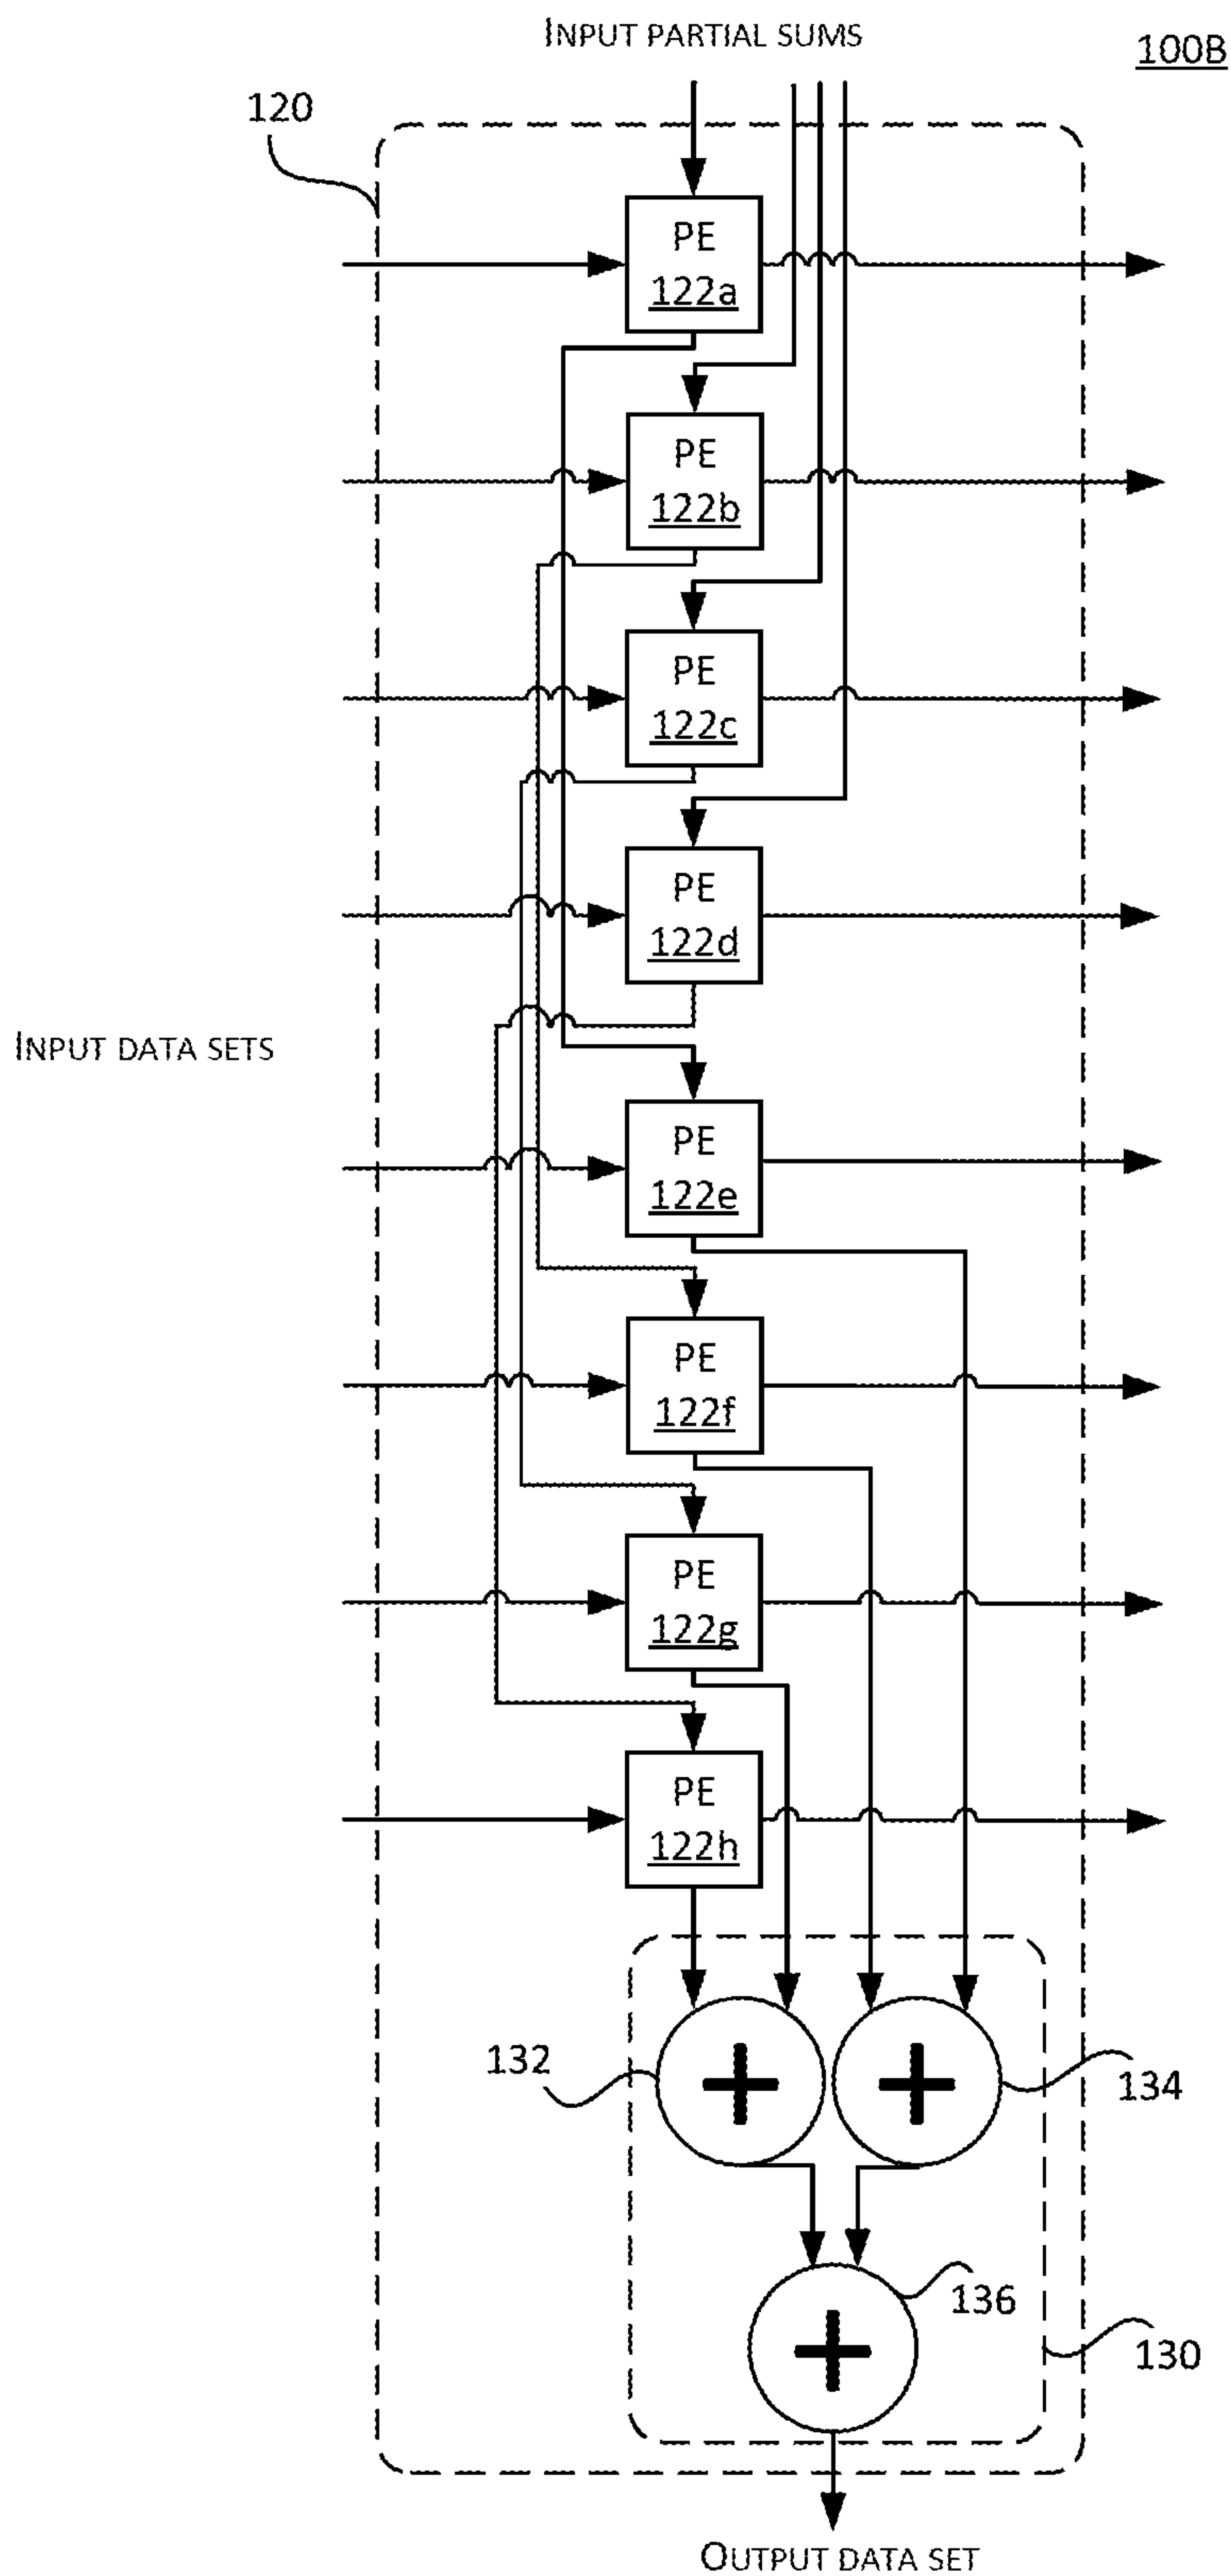 INPUT PARTIAL SUMS
100B
120
PE
122a
PE
122b
PE
122c
PE
122d
INPUT DATA SETS
PE
122e
PE
122f
PE
122g
PE
122h
132
134
136
130
OUTPUT DATA SET